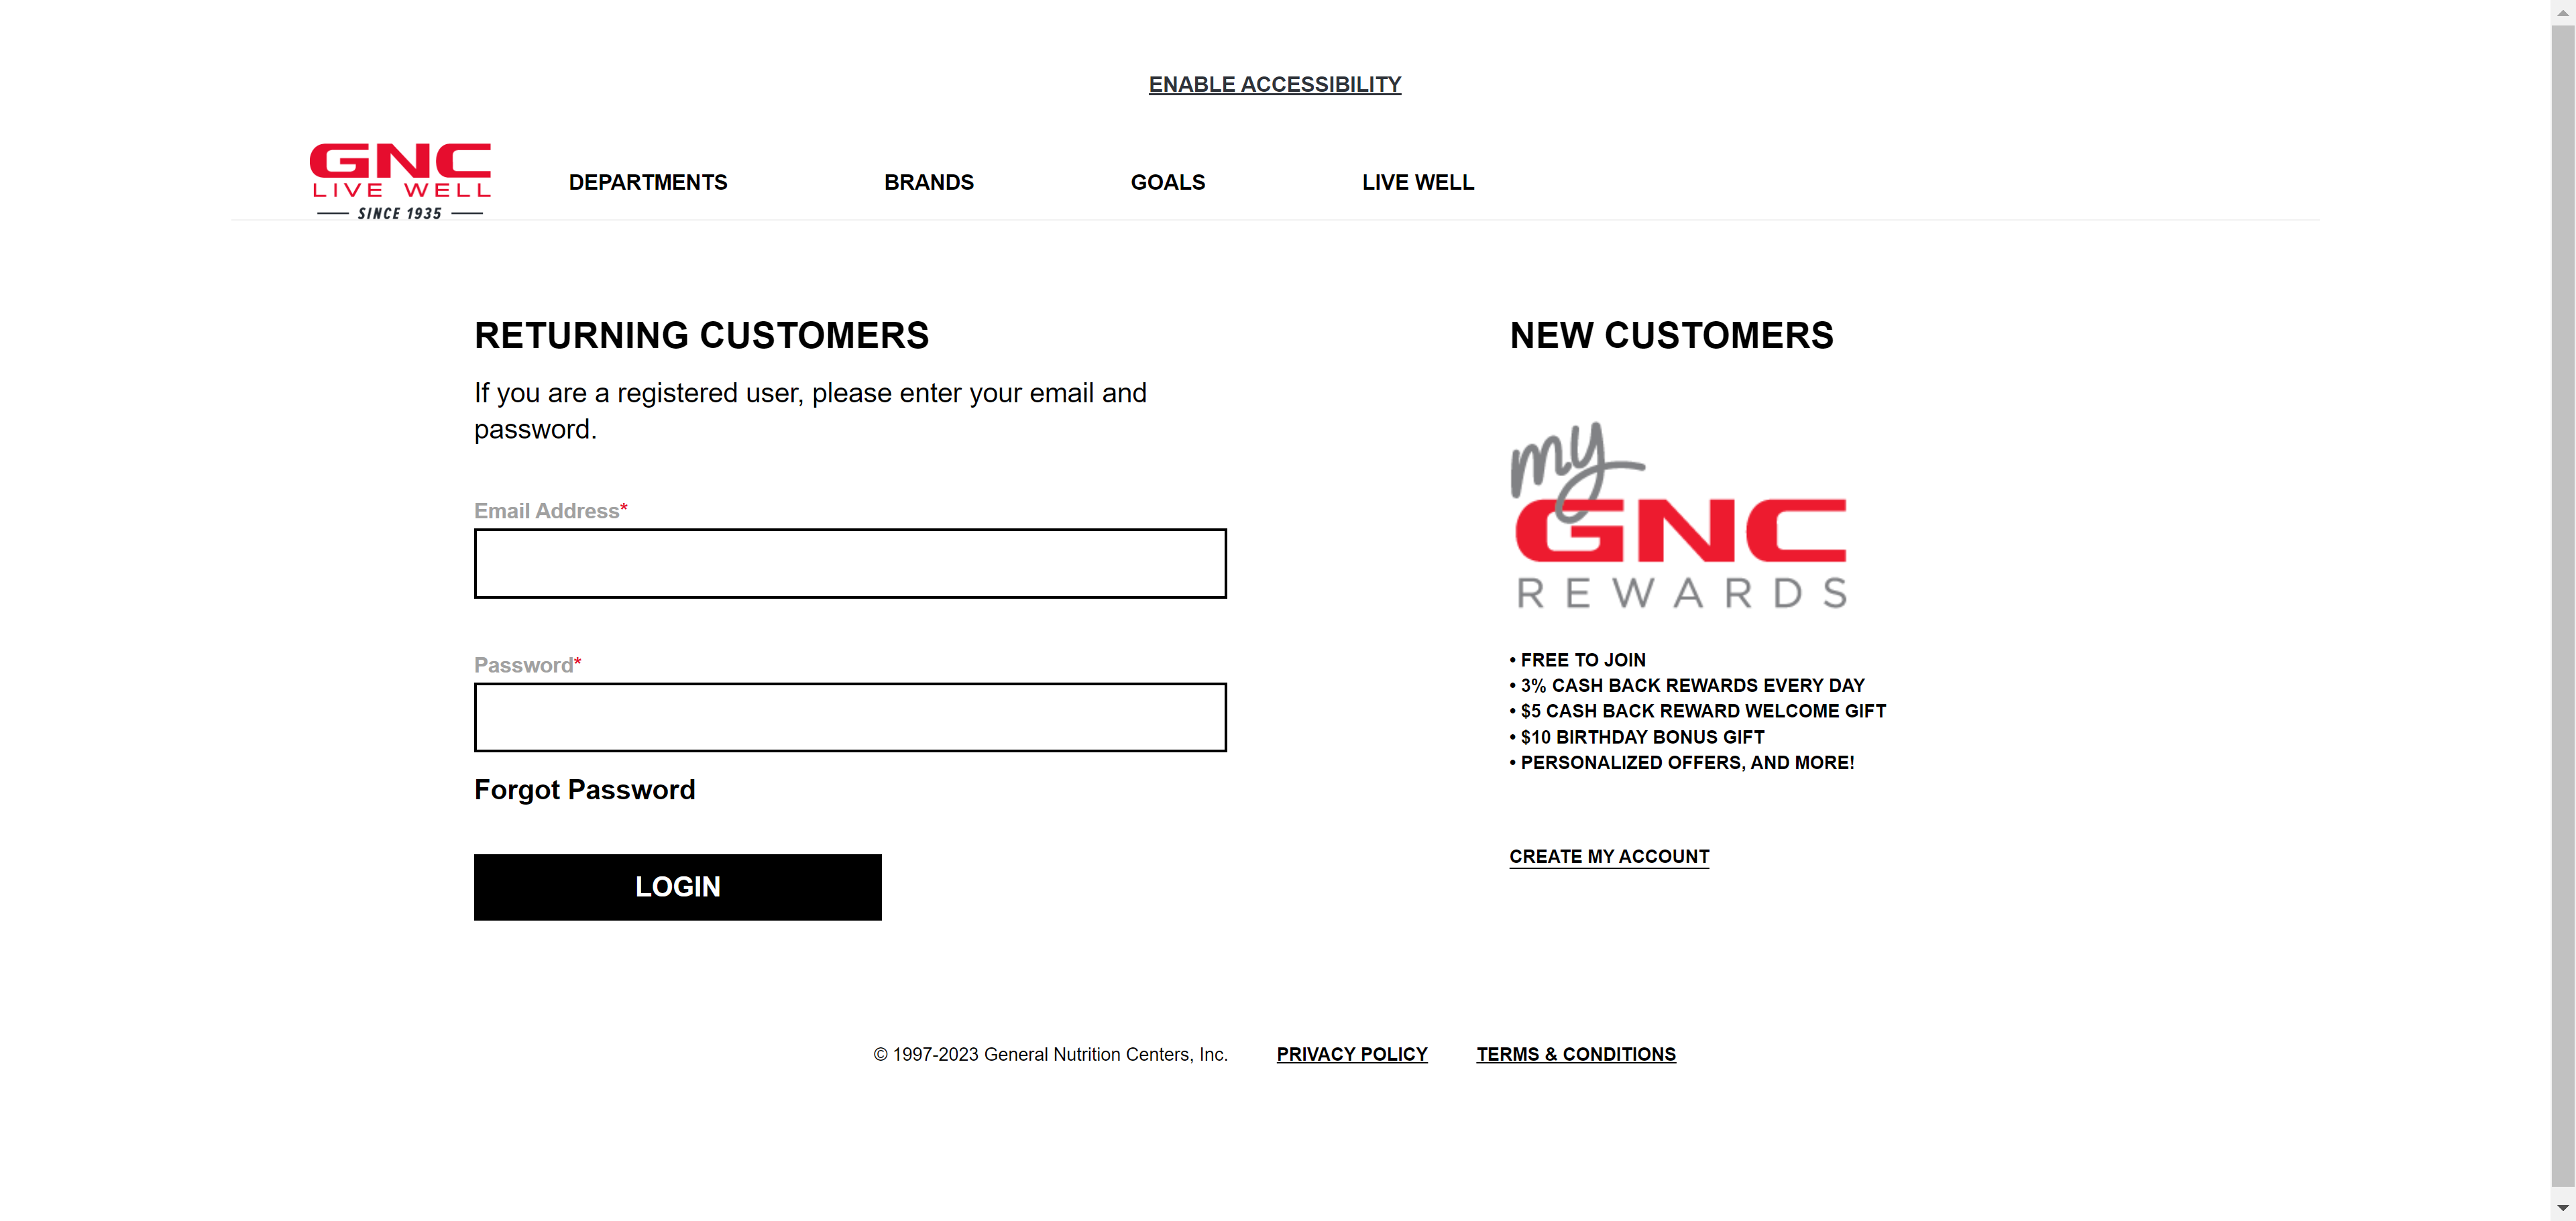 ENABLE ACCESSIBILITY
GNC
LIVE WELL
SINCE 1935
DEPARTMENTS
BRANDS
GOALS
LIVE WELL
RETURNING CUSTOMERS
If you are a registered user, please enter your email and
password.
Email Address*
Password*
Forgot Password
LOGIN
NEW CUSTOMERS
my
GNC
REWARDS
• FREE TO JOIN
• 3% CASH BACK REWARDS EVERY DAY
• $5 CASH BACK REWARD WELCOME GIFT
• $10 BIRTHDAY BONUS GIFT
• PERSONALIZED OFFERS, AND MORE!
CREATE MY ACCOUNT
© 1997-2023 General Nutrition Centers, Inc.
PRIVACY POLICY
TERMS & CONDITIONS